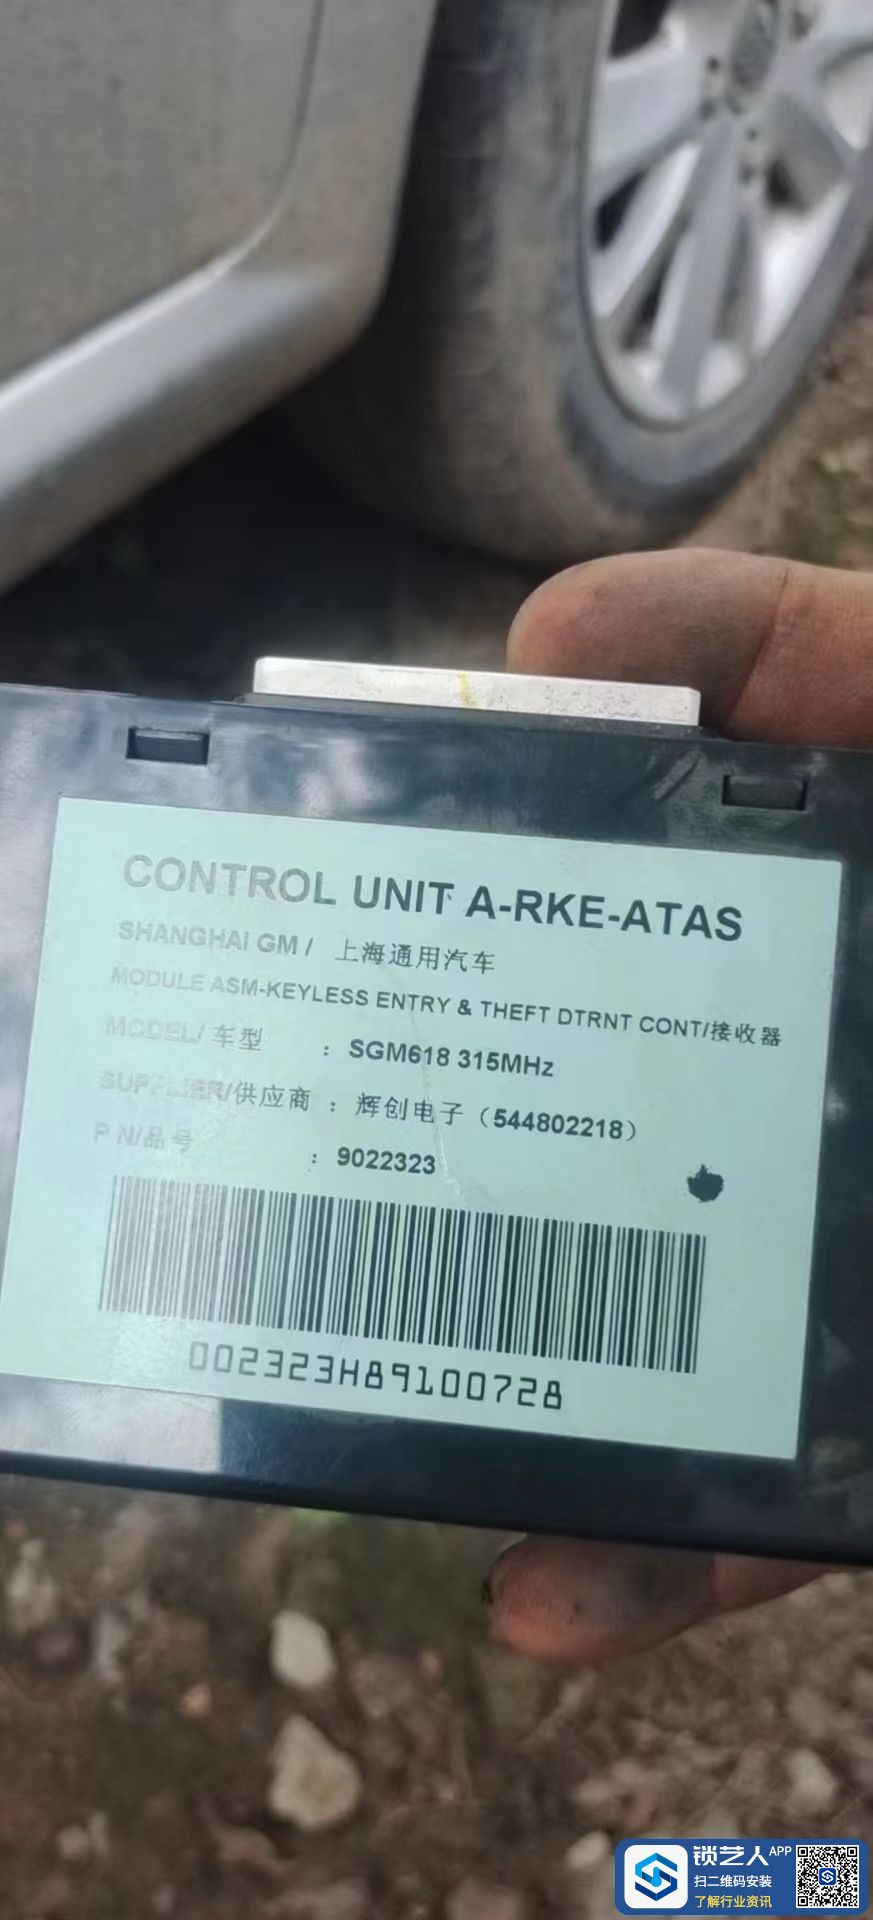 CONTROL UNIT A-RKE-ATAS
SHANGHAI GM / 上海通用汽车
MODULE ASM-KEYLESS ENTRY & THEFT DTRNT CONT/接收器
MODEL/车型 : SGM618 315MHz
SUPPLIER/供应商 : 辉创电子（544802218）
P N/品号 : 9022323
002323H89100728
锁艺人APP
扫二维码安装
了解行业资讯